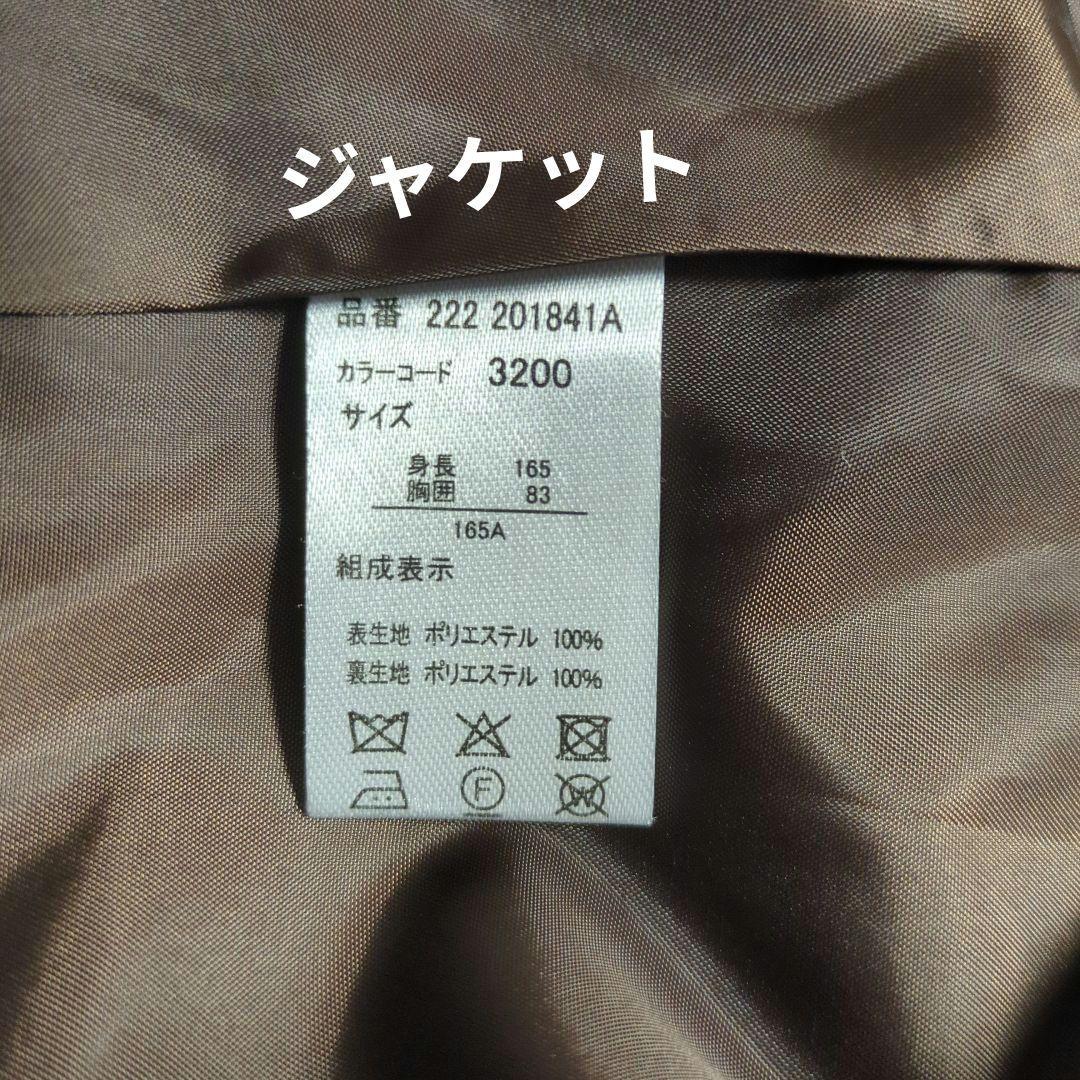 ジャケット
品番 222 201841A
カラーコード 3200
サイズ
身長 165
胸囲 83
165A
組成表示
表生地 ポリエステル 100%
裏生地 ポリエステル 100%
F
W